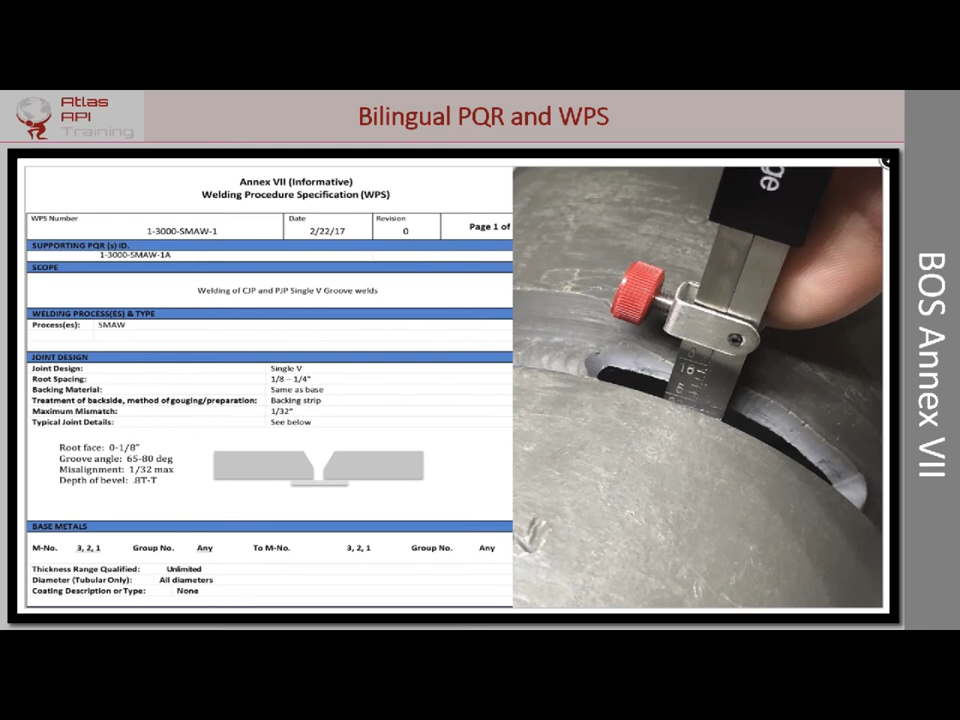 Atlas
API
Training
Bilingual PQR and WPS
Annex VII (Informative)
Welding Procedure Specification (WPS)
WPS Number
1-3000-SMAW-1
Date
2/22/17
Revision
0
Page 1 of
SUPPORTING PQR (s) ID.
1-3000-SMAW-1A
SCOPE
Welding of CJP and PJP Single V Groove welds
WELDING PROCESS(ES) & TYPE
Process(es): SMAW
JOINT DESIGN
Joint Design: Single V
Root Spacing: 1/8 – 1/4"
Backing Material: Same as base
Treatment of backside, method of gouging/preparation: Backing strip
Maximum Mismatch: 1/32"
Typical Joint Details: See below
Root face: 0-1/8"
Groove angle: 65-80 deg
Misalignment: 1/32 max
Depth of bevel: .8T-T
BASE METALS
M-No. 3, 2, 1 Group No. Any To M-No. 3, 2, 1 Group No. Any
Thickness Range Qualified: Unlimited
Diameter (Tubular Only): All diameters
Coating Description or Type: None
BOS Annex VII